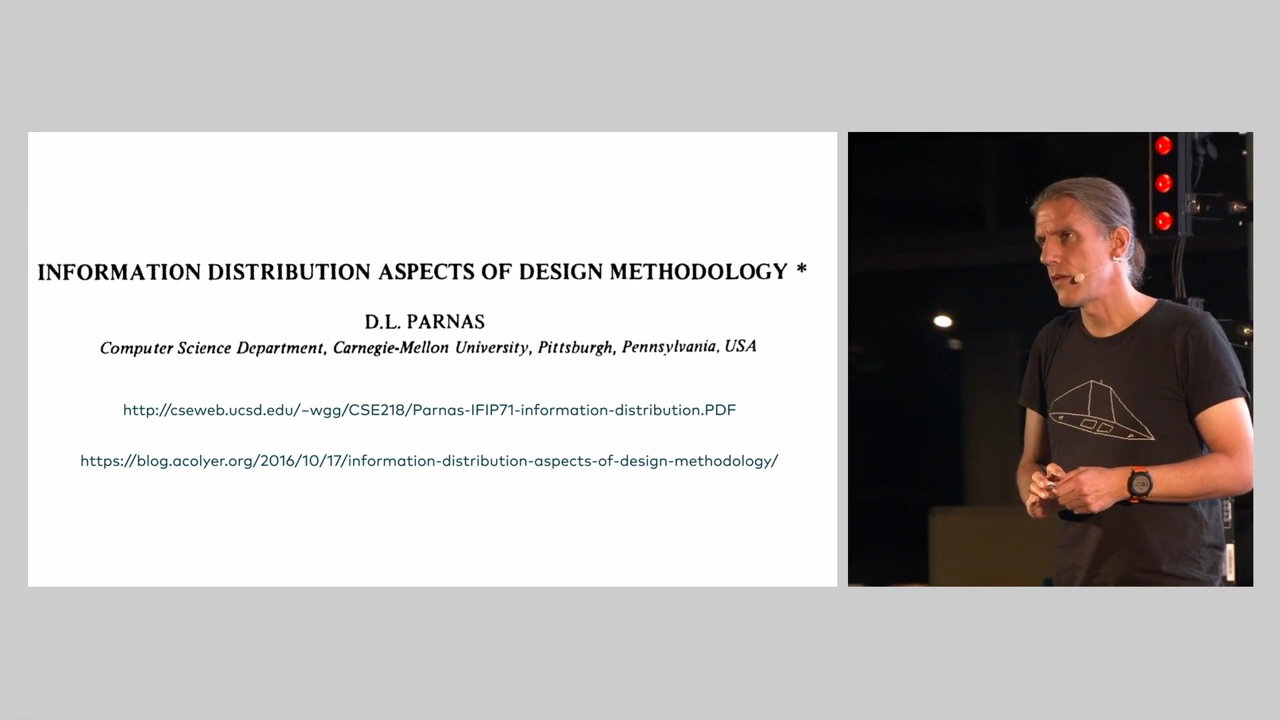 INFORMATION DISTRIBUTION ASPECTS OF DESIGN METHODOLOGY *
D.L. PARNAS
Computer Science Department, Carnegie-Mellon University, Pittsburgh, Pennsylvania, USA
http://cseweb.ucsd.edu/~wgg/CSE218/Parnas-IFIP71-information-distribution.PDF
https://blog.acolyer.org/2016/10/17/information-distribution-aspects-of-design-methodology/